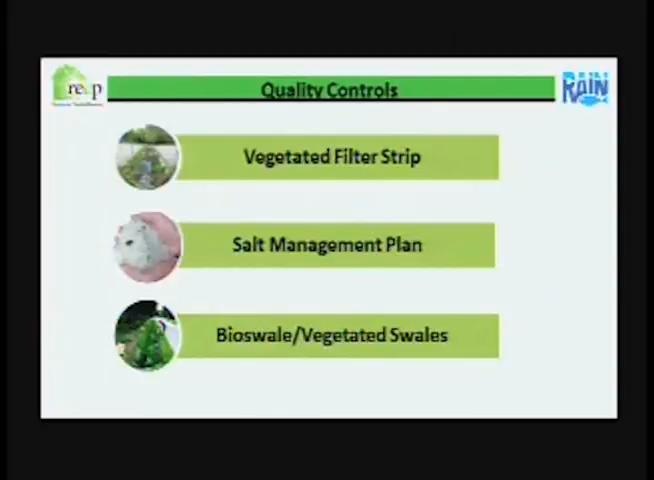 Quality Controls
RAIN
Vegetated Filter Strip
Salt Management Plan
Bioswale/Vegetated Swales